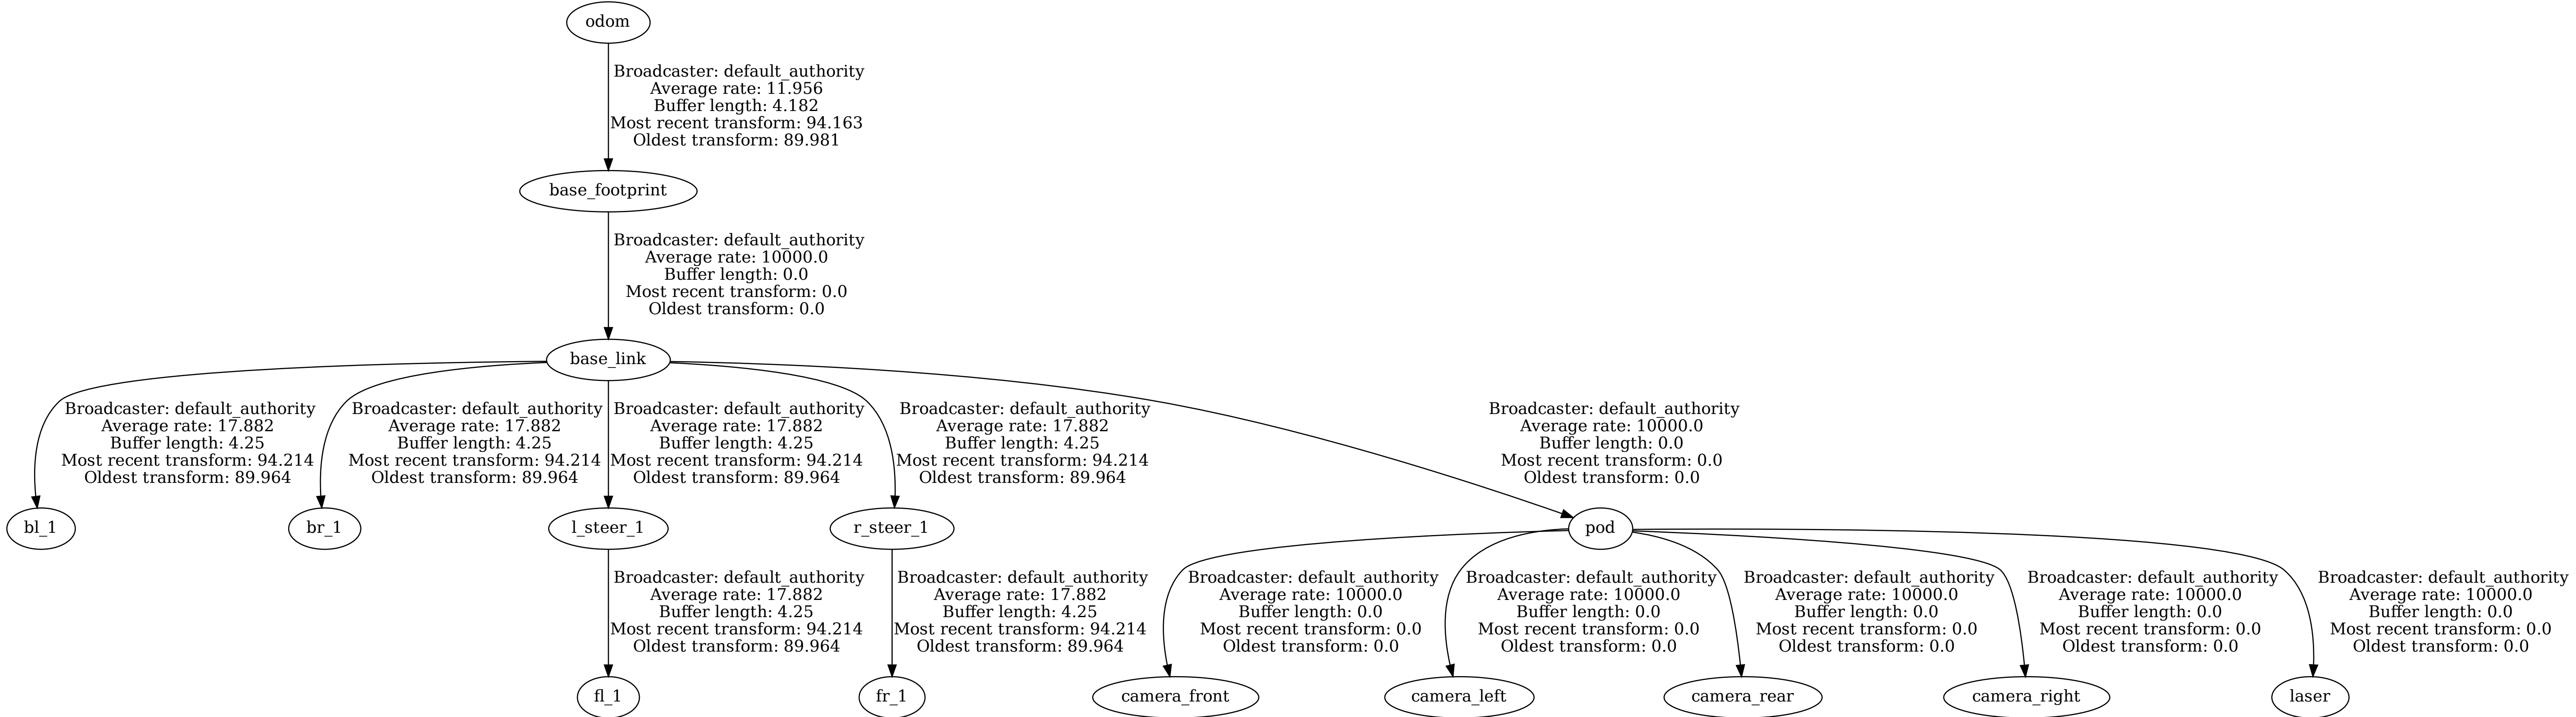 odom
Broadcaster: default_authority
Average rate: 11.956
Buffer length: 4.182
Most recent transform: 94.163
Oldest transform: 89.981
base_footprint
Broadcaster: default_authority
Average rate: 10000.0
Buffer length: 0.0
Most recent transform: 0.0
Oldest transform: 0.0
base_link
Broadcaster: default_authority
Average rate: 17.882
Buffer length: 4.25
Most recent transform: 94.214
Oldest transform: 89.964
Broadcaster: default_authority
Average rate: 17.882
Buffer length: 4.25
Most recent transform: 94.214
Oldest transform: 89.964
Broadcaster: default_authority
Average rate: 17.882
Buffer length: 4.25
Most recent transform: 94.214
Oldest transform: 89.964
Broadcaster: default_authority
Average rate: 17.882
Buffer length: 4.25
Most recent transform: 94.214
Oldest transform: 89.964
Broadcaster: default_authority
Average rate: 10000.0
Buffer length: 0.0
Most recent transform: 0.0
Oldest transform: 0.0
bl_1
br_1
l_steer_1
r_steer_1
pod
Broadcaster: default_authority
Average rate: 17.882
Buffer length: 4.25
Most recent transform: 94.214
Oldest transform: 89.964
Broadcaster: default_authority
Average rate: 17.882
Buffer length: 4.25
Most recent transform: 94.214
Oldest transform: 89.964
Broadcaster: default_authority
Average rate: 10000.0
Buffer length: 0.0
Most recent transform: 0.0
Oldest transform: 0.0
Broadcaster: default_authority
Average rate: 10000.0
Buffer length: 0.0
Most recent transform: 0.0
Oldest transform: 0.0
Broadcaster: default_authority
Average rate: 10000.0
Buffer length: 0.0
Most recent transform: 0.0
Oldest transform: 0.0
Broadcaster: default_authority
Average rate: 10000.0
Buffer length: 0.0
Most recent transform: 0.0
Oldest transform: 0.0
Broadcaster: default_authority
Average rate: 10000.0
Buffer length: 0.0
Most recent transform: 0.0
Oldest transform: 0.0
fl_1
fr_1
camera_front
camera_left
camera_rear
camera_right
laser